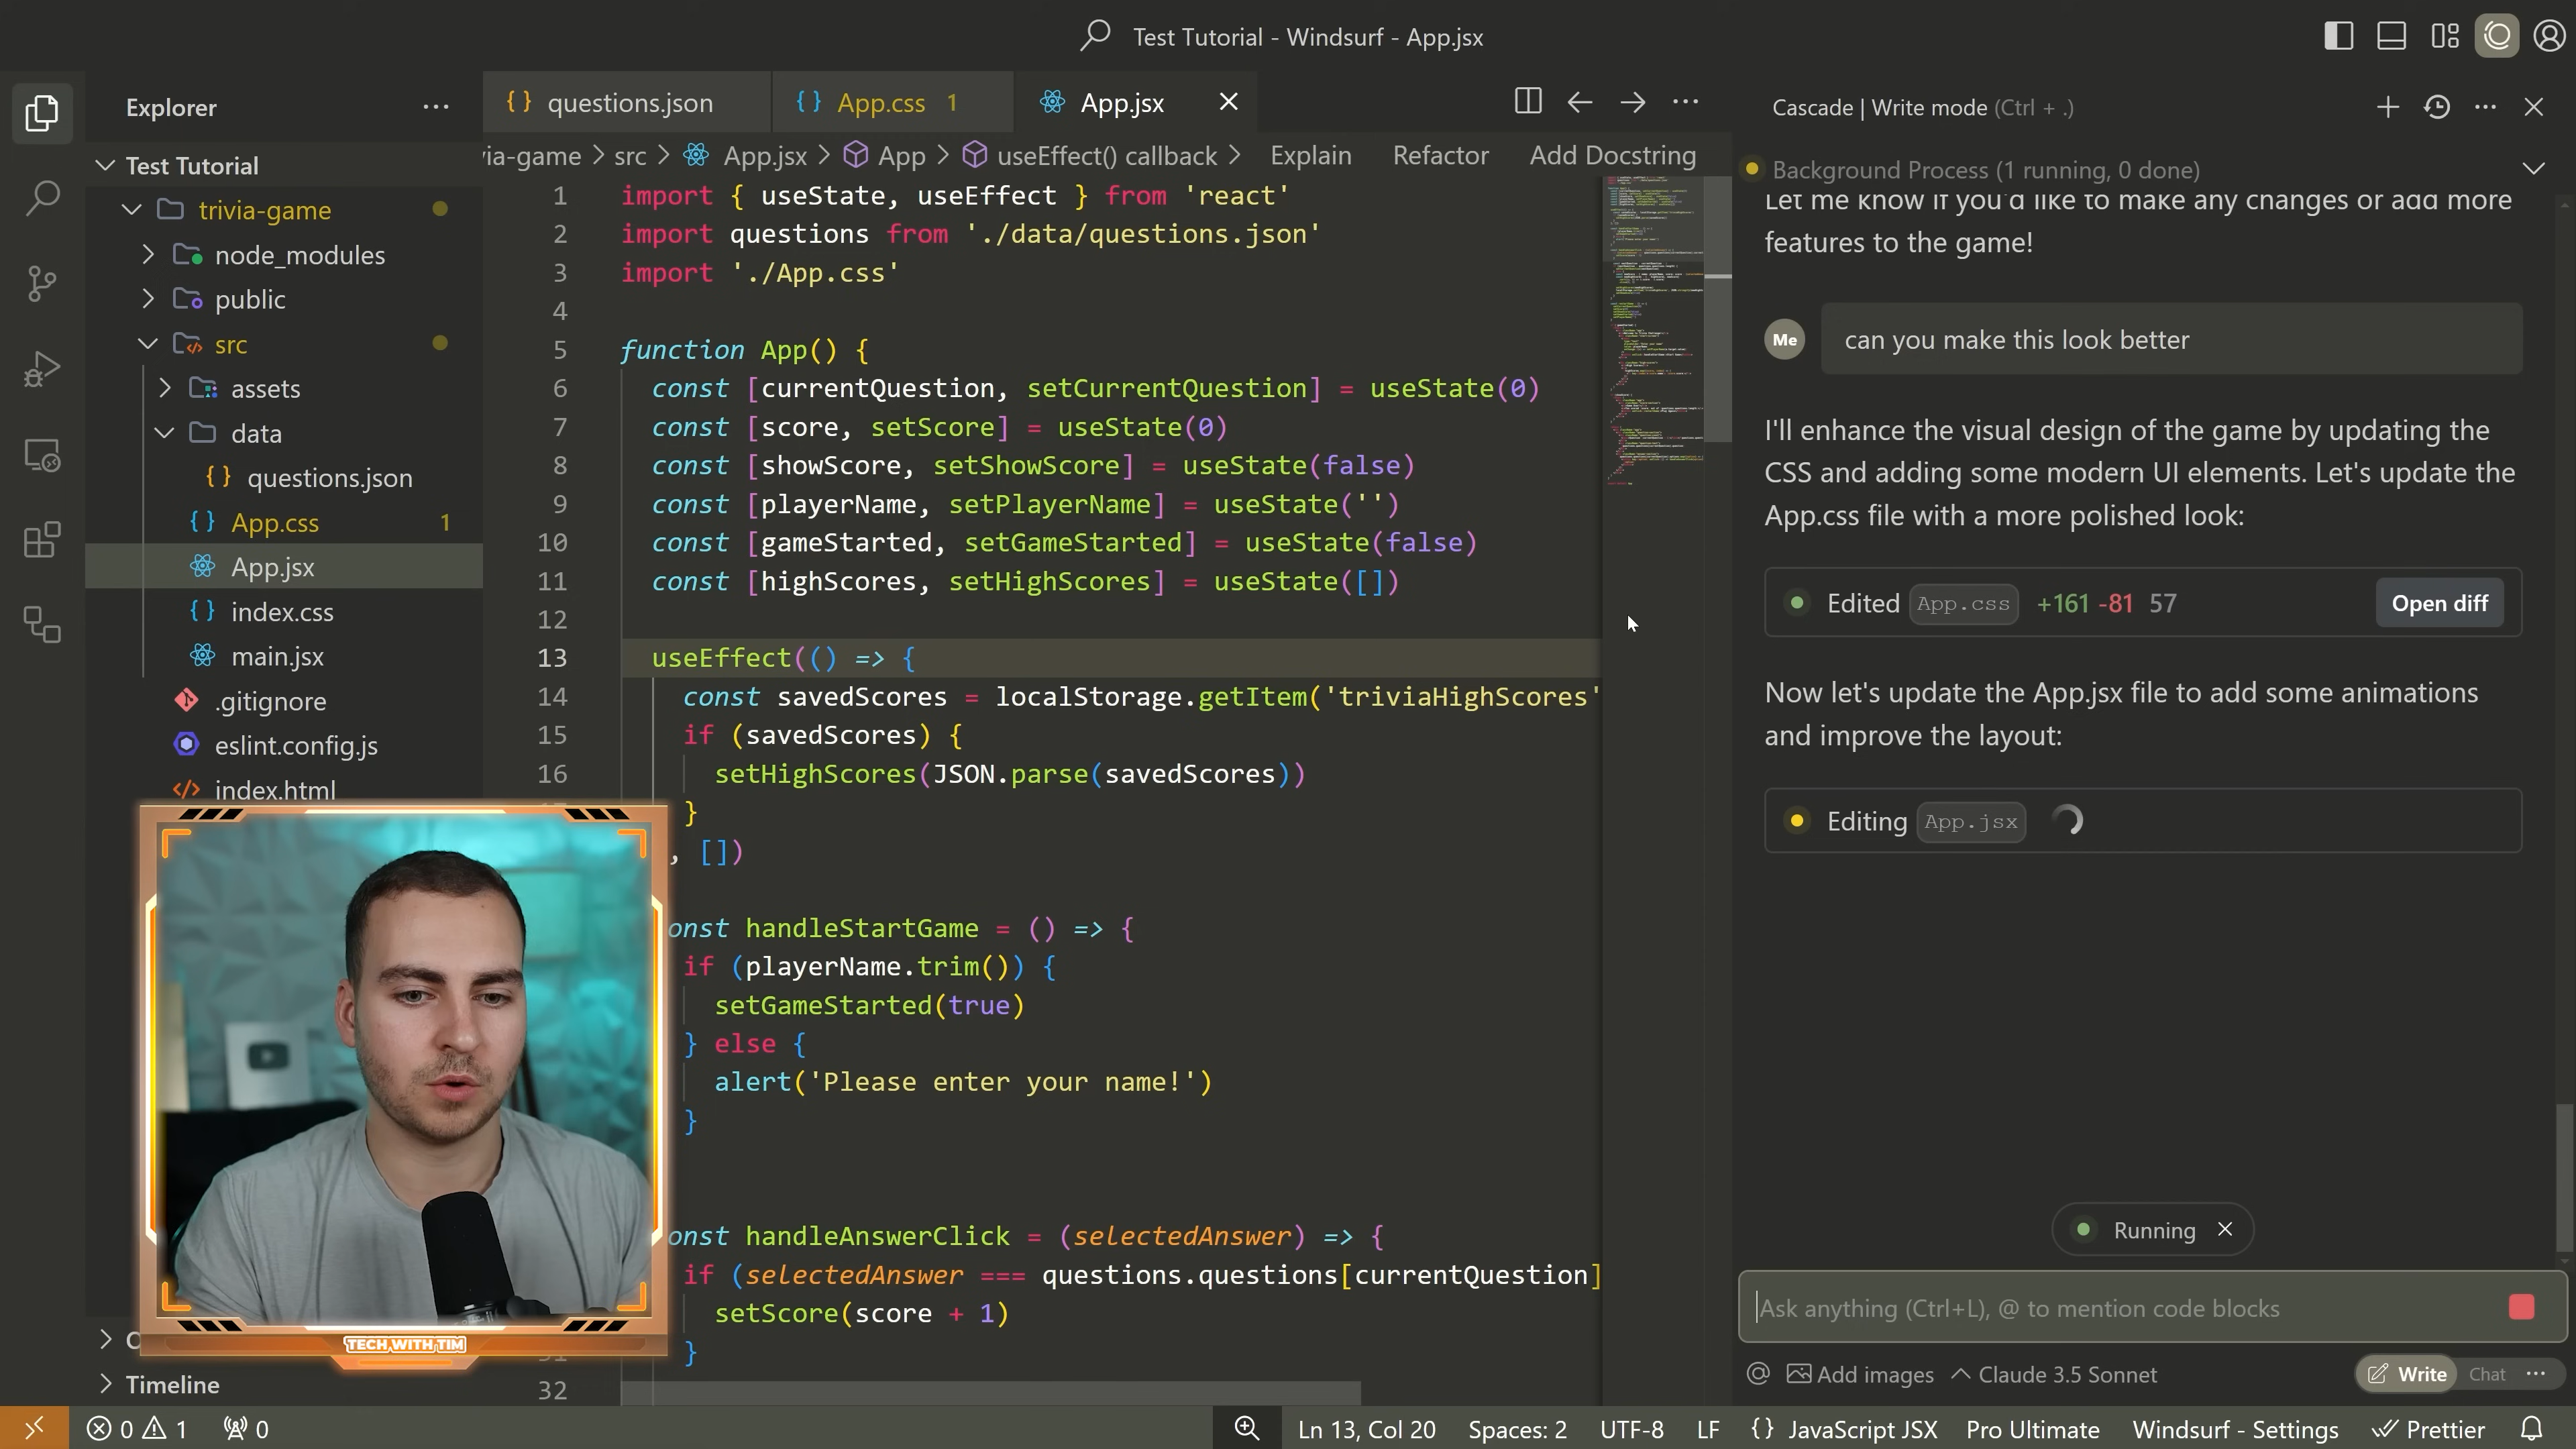 Test Tutorial - Windsurf - App.jsx
Explorer
Test Tutorial
trivia-game
node_modules
public
src
assets
data
questions.json
App.css 1
App.jsx
index.css
main.jsx
.gitignore
eslint.config.js
index.html
Timeline
TECH WITH TIM
questions.json
App.css 1
App.jsx
ia-game > src > App.jsx > App > useEffect() callback > Explain Refactor Add Docstring
1 import { useState, useEffect } from 'react'
2 import questions from './data/questions.json'
3 import './App.css'
4
5 function App() {
6 const [currentQuestion, setCurrentQuestion] = useState(0)
7 const [score, setScore] = useState(0)
8 const [showScore, setShowScore] = useState(false)
9 const [playerName, setPlayerName] = useState('')
10 const [gameStarted, setGameStarted] = useState(false)
11 const [highScores, setHighScores] = useState([])
12
13 useEffect(() => {
14 const savedScores = localStorage.getItem('triviaHighScores'
15 if (savedScores) {
16 setHighScores(JSON.parse(savedScores))
}
, [])
onst handleStartGame = () => {
if (playerName.trim()) {
setGameStarted(true)
} else {
alert('Please enter your name!')
}
onst handleAnswerClick = (selectedAnswer) => {
if (selectedAnswer === questions.questions[currentQuestion]
setScore(score + 1)
}
32
Cascade | Write mode (Ctrl + .)
Background Process (1 running, 0 done)
Let me know if you'd like to make any changes or add more
features to the game!
Me can you make this look better
I'll enhance the visual design of the game by updating the
CSS and adding some modern UI elements. Let's update the
App.css file with a more polished look:
Edited App.css +161 -81 57 Open diff
Now let's update the App.jsx file to add some animations
and improve the layout:
Editing App.jsx
Running
Ask anything (Ctrl+L), @ to mention code blocks
Add images Claude 3.5 Sonnet Write Chat
0 1 0 Ln 13, Col 20 Spaces: 2 UTF-8 LF {} JavaScript JSX Pro Ultimate Windsurf - Settings Prettier